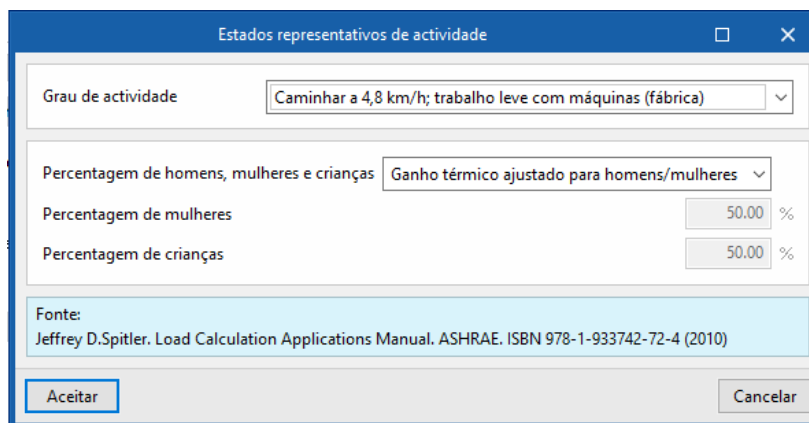 Estados representativos de actividade
Grau de actividade
Caminhar a 4,8 km/h; trabalho leve com máquinas (fábrica)
Percentagem de homens, mulheres e crianças
Ganho térmico ajustado para homens/mulheres
Percentagem de mulheres
50.00 %
Percentagem de crianças
50.00 %
Fonte:
Jeffrey D.Spitler. Load Calculation Applications Manual. ASHRAE. ISBN 978-1-933742-72-4 (2010)
Aceitar
Cancelar